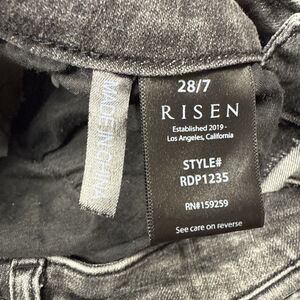 28/7
RISEN
Established 2019 -
Los Angeles, California
STYLE#
RDP1235
RN#159259
See care on reverse
MADE IN CHINA